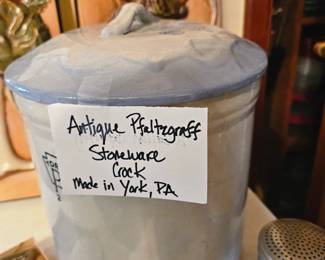 Antique Pfaltzgraff
Stoneware
Crock
Made in York, PA